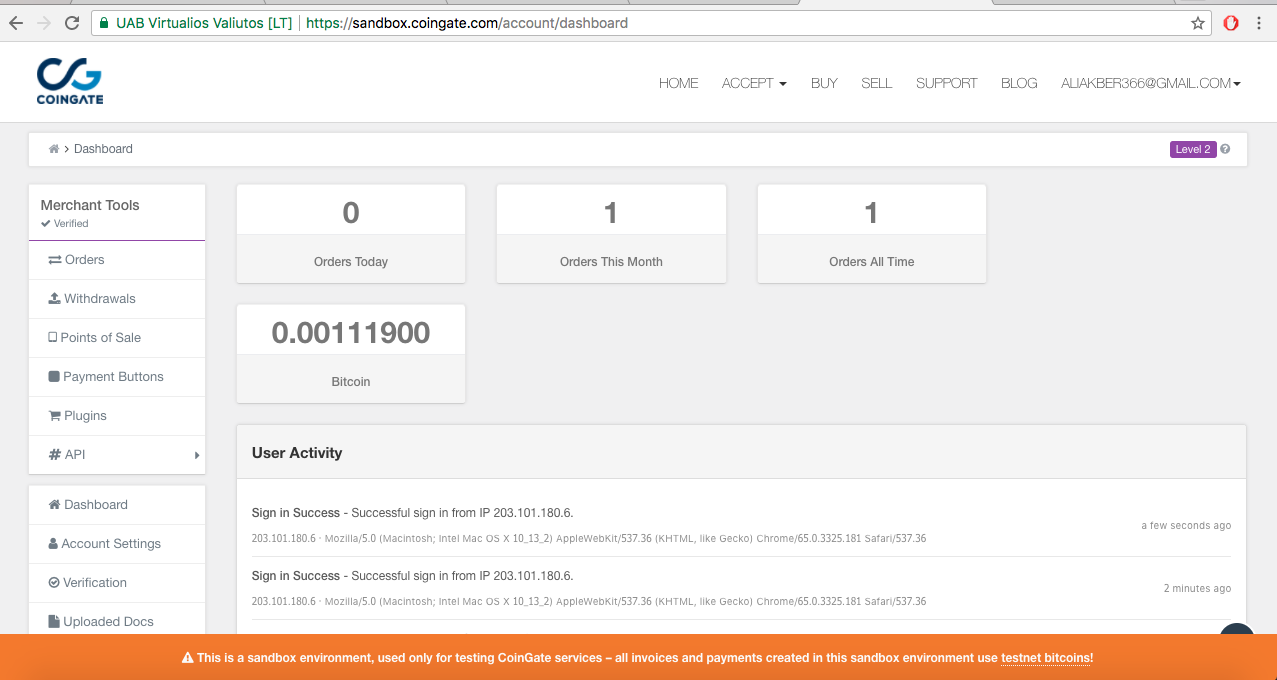 UAB Virtualios Valiutos [LT] https://sandbox.coingate.com/account/dashboard
COINGATE
HOME ACCEPT BUY SELL SUPPORT BLOG ALIAKBER366@GMAIL.COM
> Dashboard
Level 2 ?
Merchant Tools
Verified
Orders
Withdrawals
Points of Sale
Payment Buttons
Plugins
# API
Dashboard
Account Settings
Verification
Uploaded Docs
0
Orders Today
1
Orders This Month
1
Orders All Time
0.00111900
Bitcoin
User Activity
Sign in Success - Successful sign in from IP 203.101.180.6.
203.101.180.6 · Mozilla/5.0 (Macintosh; Intel Mac OS X 10_13_2) AppleWebKit/537.36 (KHTML, like Gecko) Chrome/65.0.3325.181 Safari/537.36
a few seconds ago
Sign in Success - Successful sign in from IP 203.101.180.6.
203.101.180.6 · Mozilla/5.0 (Macintosh; Intel Mac OS X 10_13_2) AppleWebKit/537.36 (KHTML, like Gecko) Chrome/65.0.3325.181 Safari/537.36
2 minutes ago
This is a sandbox environment, used only for testing CoinGate services – all invoices and payments created in this sandbox environment use testnet bitcoins!